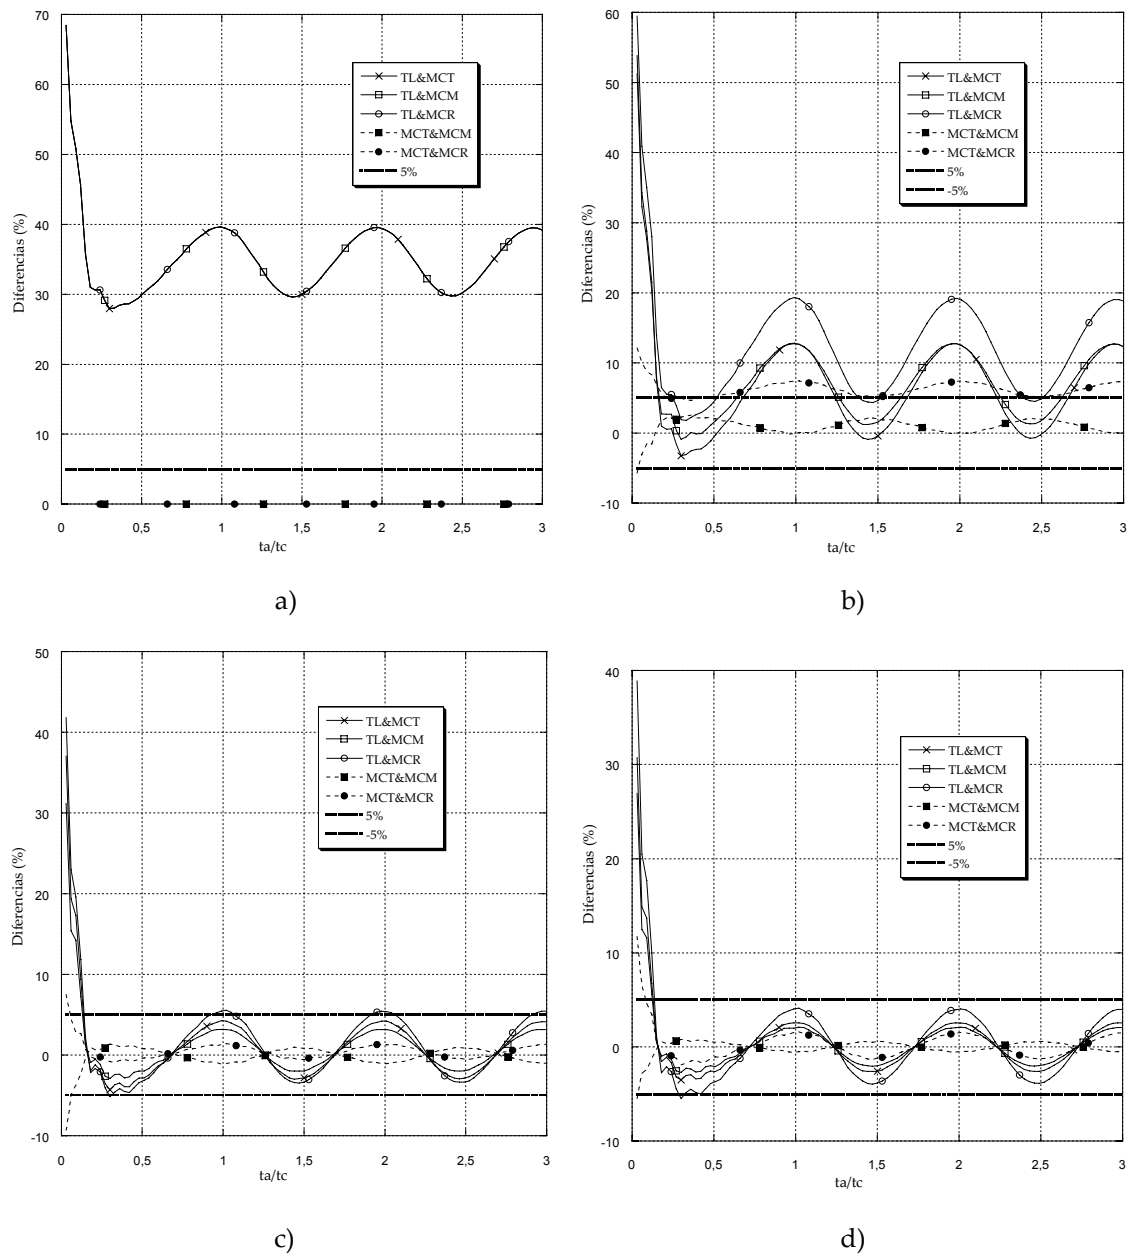 70
60
50
40
30
20
10
0
Diferencias (%)
TL&MCT
TL&MCM
TL&MCR
MCT&MCM
MCT&MCR
5%
0 0,5 1 1,5 2 2,5 3
ta/tc
a)
60
50
40
30
20
10
0
-10
Diferencias (%)
TL&MCT
TL&MCM
TL&MCR
MCT&MCM
MCT&MCR
5%
-5%
0 0,5 1 1,5 2 2,5 3
ta/tc
b)
50
40
30
20
10
0
-10
Diferencias (%)
TL&MCT
TL&MCM
TL&MCR
MCT&MCM
MCT&MCR
5%
-5%
0 0,5 1 1,5 2 2,5 3
ta/tc
c)
40
30
20
10
0
-10
Diferencias (%)
TL&MCT
TL&MCM
TL&MCR
MCT&MCM
MCT&MCR
5%
-5%
0 0,5 1 1,5 2 2,5 3
ta/tc
d)